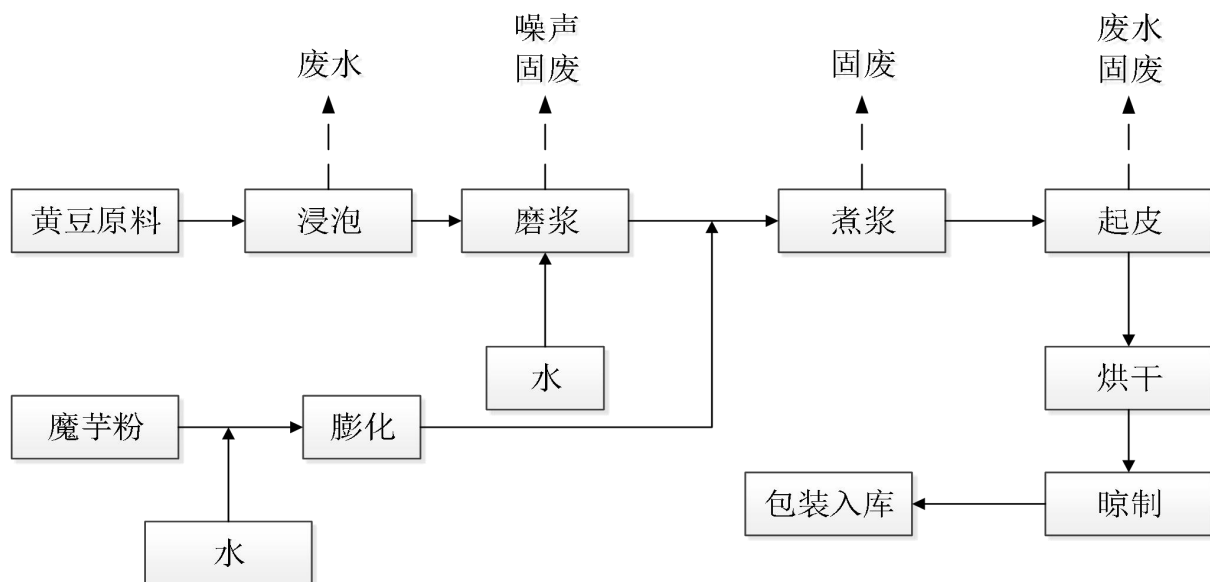 废水
噪声
固废
固废
废水
固废
黄豆原料
浸泡
磨浆
煮浆
起皮
水
烘干
魔芋粉
膨化
水
包装入库
晾制